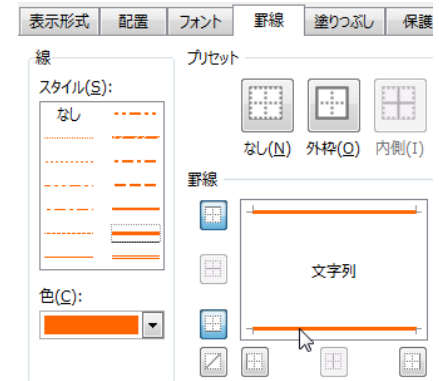 表示形式 配置 フォント 罫線 塗りつぶし 保護
線
スタイル(S):
なし
色(C):
プリセット
なし(N) 外枠(O) 内側(I)
罫線
文字列